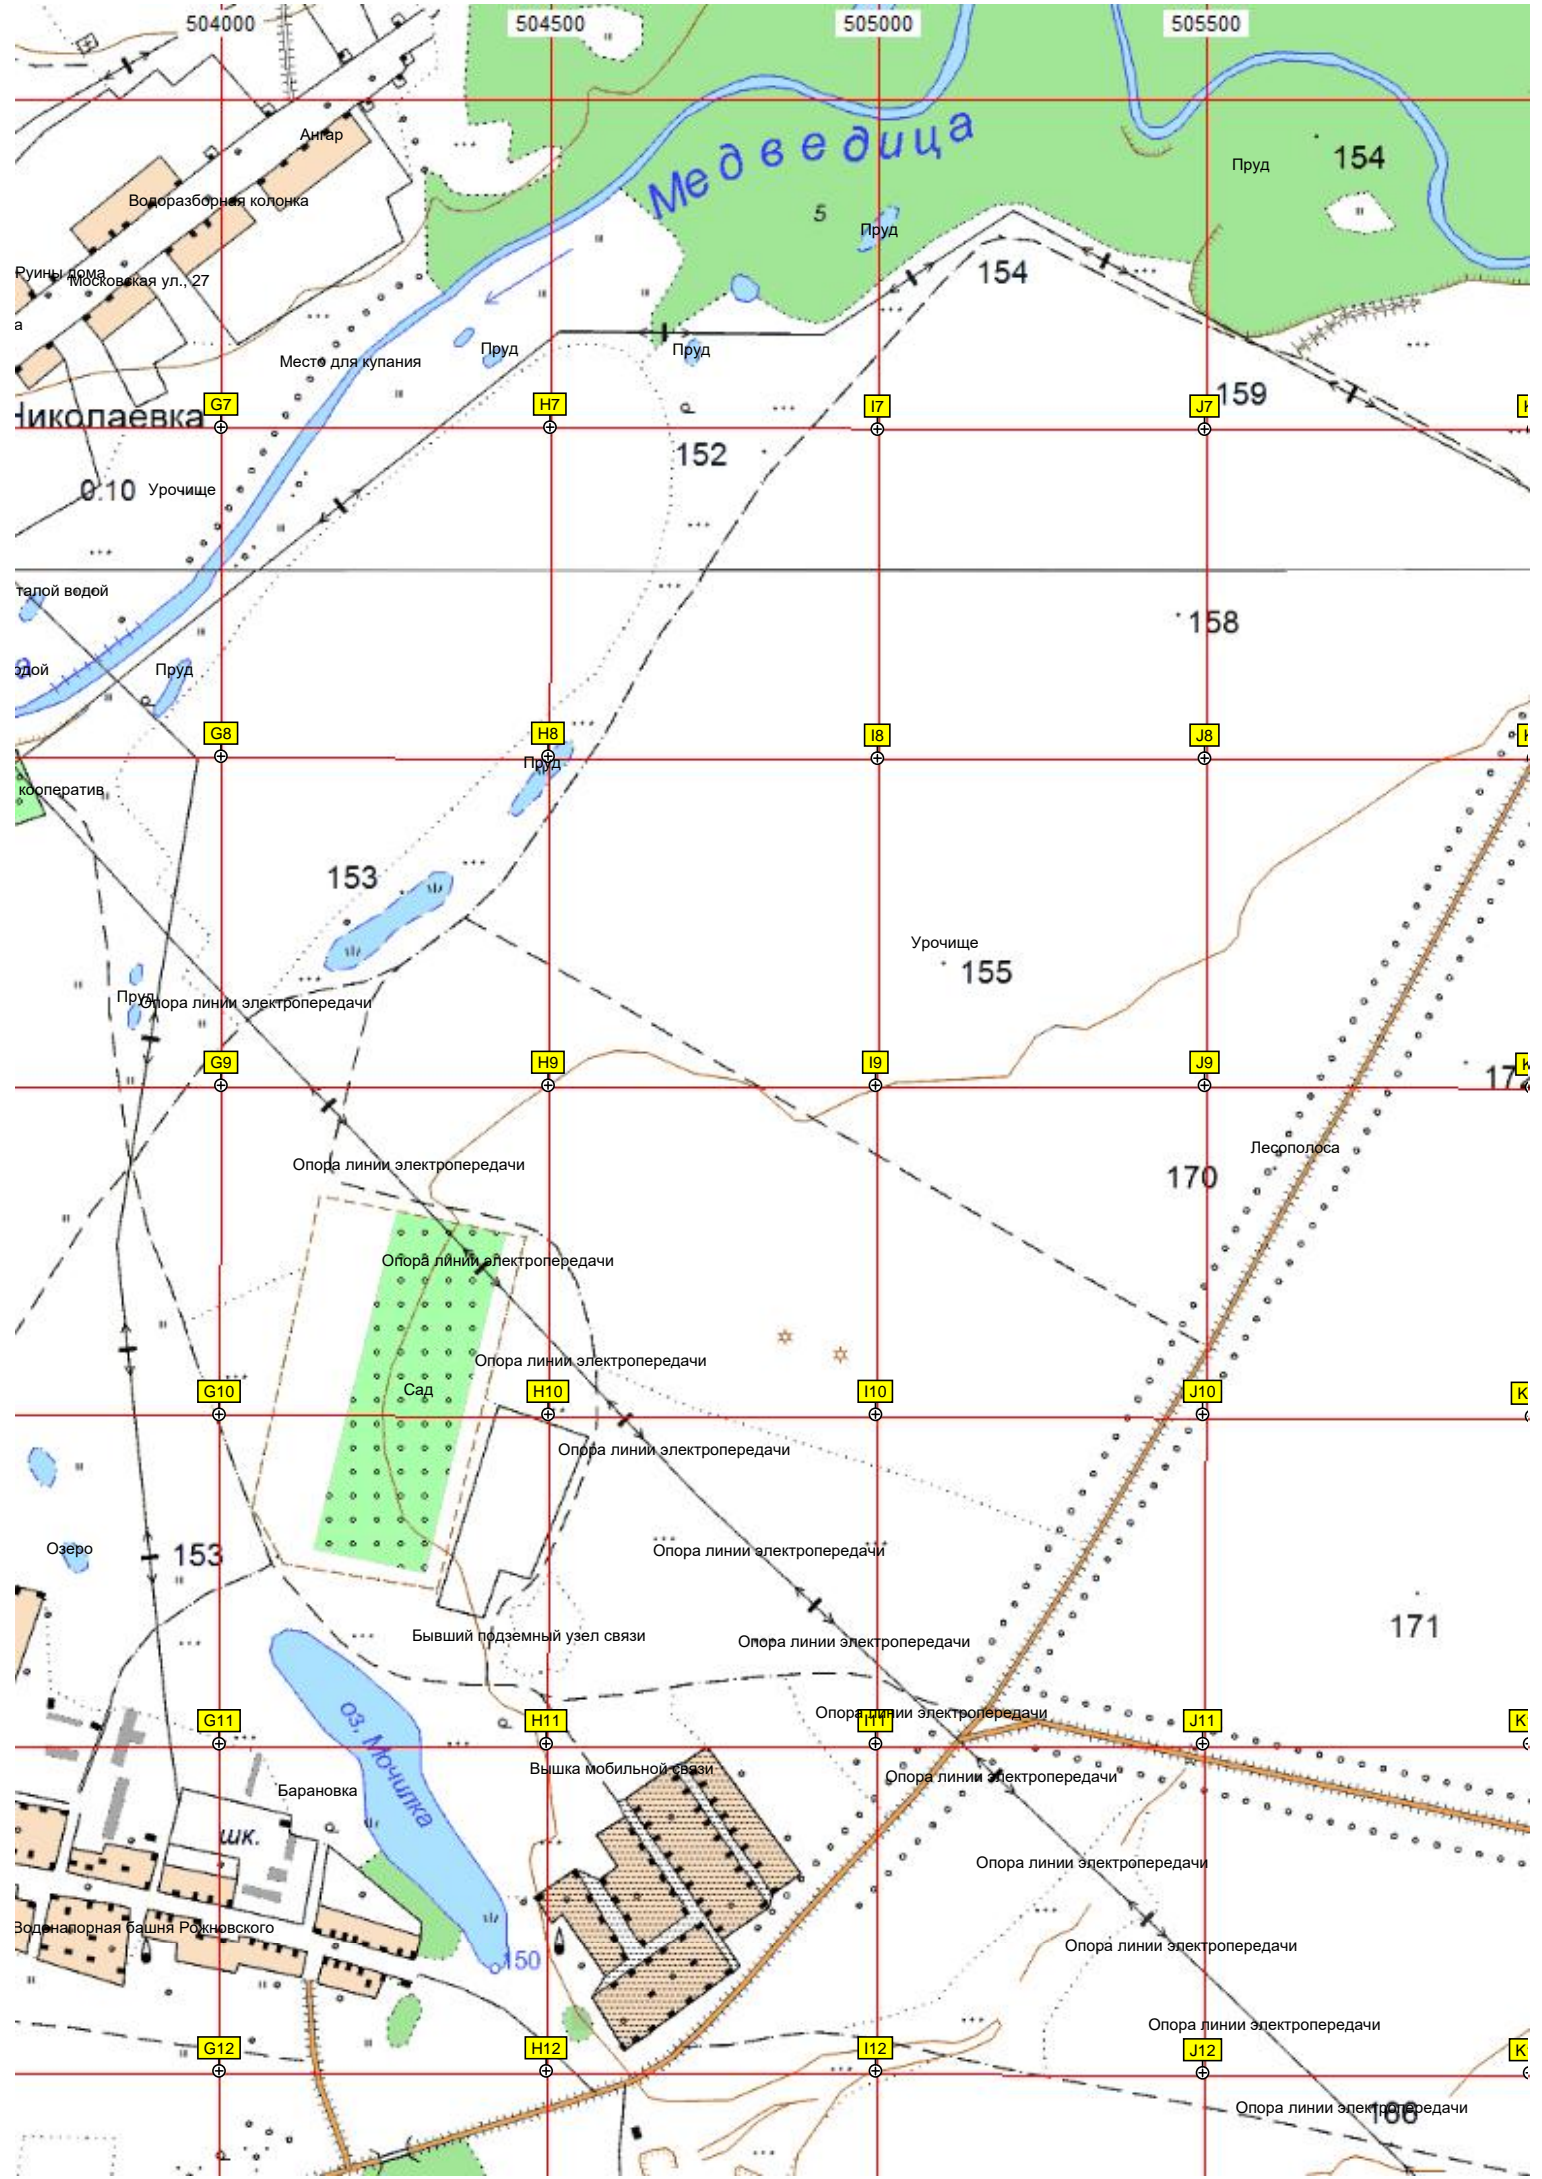 504000 504500 505000 505500
Ангар
Медведица
154
Пруд
Водоразборная колонка
5
Пруд
Руины дома
Московская ул., 27
154
а
Место для купания
Пруд
Пруд
159
G7 H7 I7 J7
Николаевка
152
0.10 Урочище
талой водой
158
одой
Пруд
G8 H8 I8 J8
Пруд
кооператив
153
Урочище
155
Пруд
Опора линии электропередачи
G9 H9 I9 J9
Лесополоса
Опора линии электропередачи
170
Опора линии электропередачи
Опора линии электропередачи
Сад
G10 H10 I10 J10 K
Опора линии электропередачи
Озеро
153
Опора линии электропередачи
171
Бывший подземный узел связи
Опора линии электропередачи
Опора линии электропередачи
G11 H11 I11 J11 K
оз. Мочилка
Вышка мобильной связи
Опора линии электропередачи
Барановка
шк.
Опора линии электропередачи
Водонапорная башня Рожновского
Опора линии электропередачи
150
Опора линии электропередачи
G12 H12 I12 J12 K
Опора линии электропередачи
166